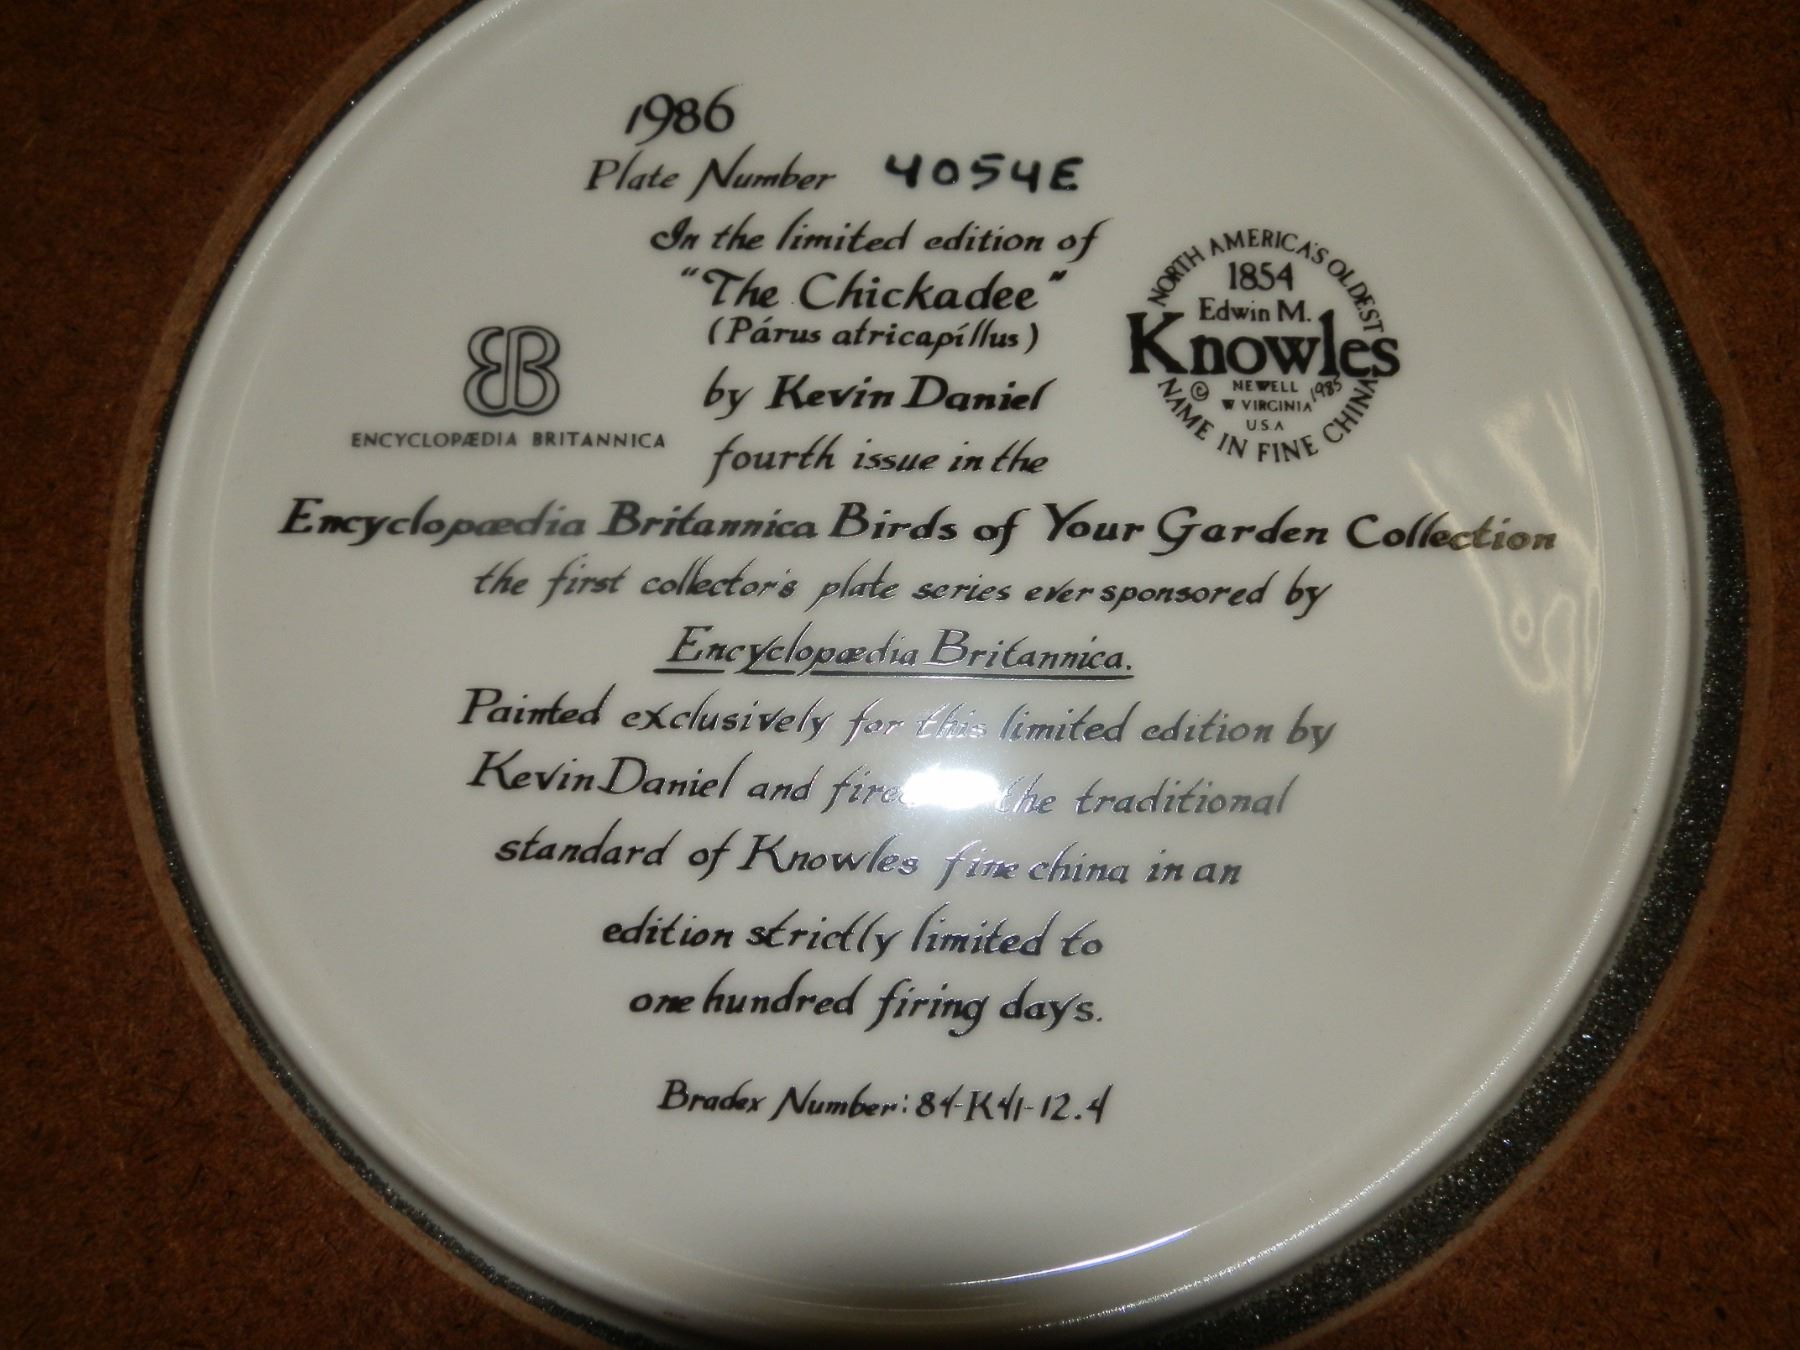 1986
Plate Number 4054E
In the limited edition of
"The Chickadee"
(Párus atricapíllus)
by Kevin Daniel
fourth issue in the
Encyclopædia Britannica Birds of Your Garden Collection
the first collector's plate series ever sponsored by
Encyclopædia Britannica.
Painted exclusively for this limited edition by
Kevin Daniel and fired the traditional
standard of Knowles fine china in an
edition strictly limited to
one hundred firing days.
Bradex Number: 84-K41-12.4
EB
ENCYCLOPÆDIA BRITANNICA
NORTH AMERICA'S OLDEST
1854
Edwin M.
Knowles
© NEWELL 1985
W VIRGINIA
U.S.A
NAME IN FINE CHINA